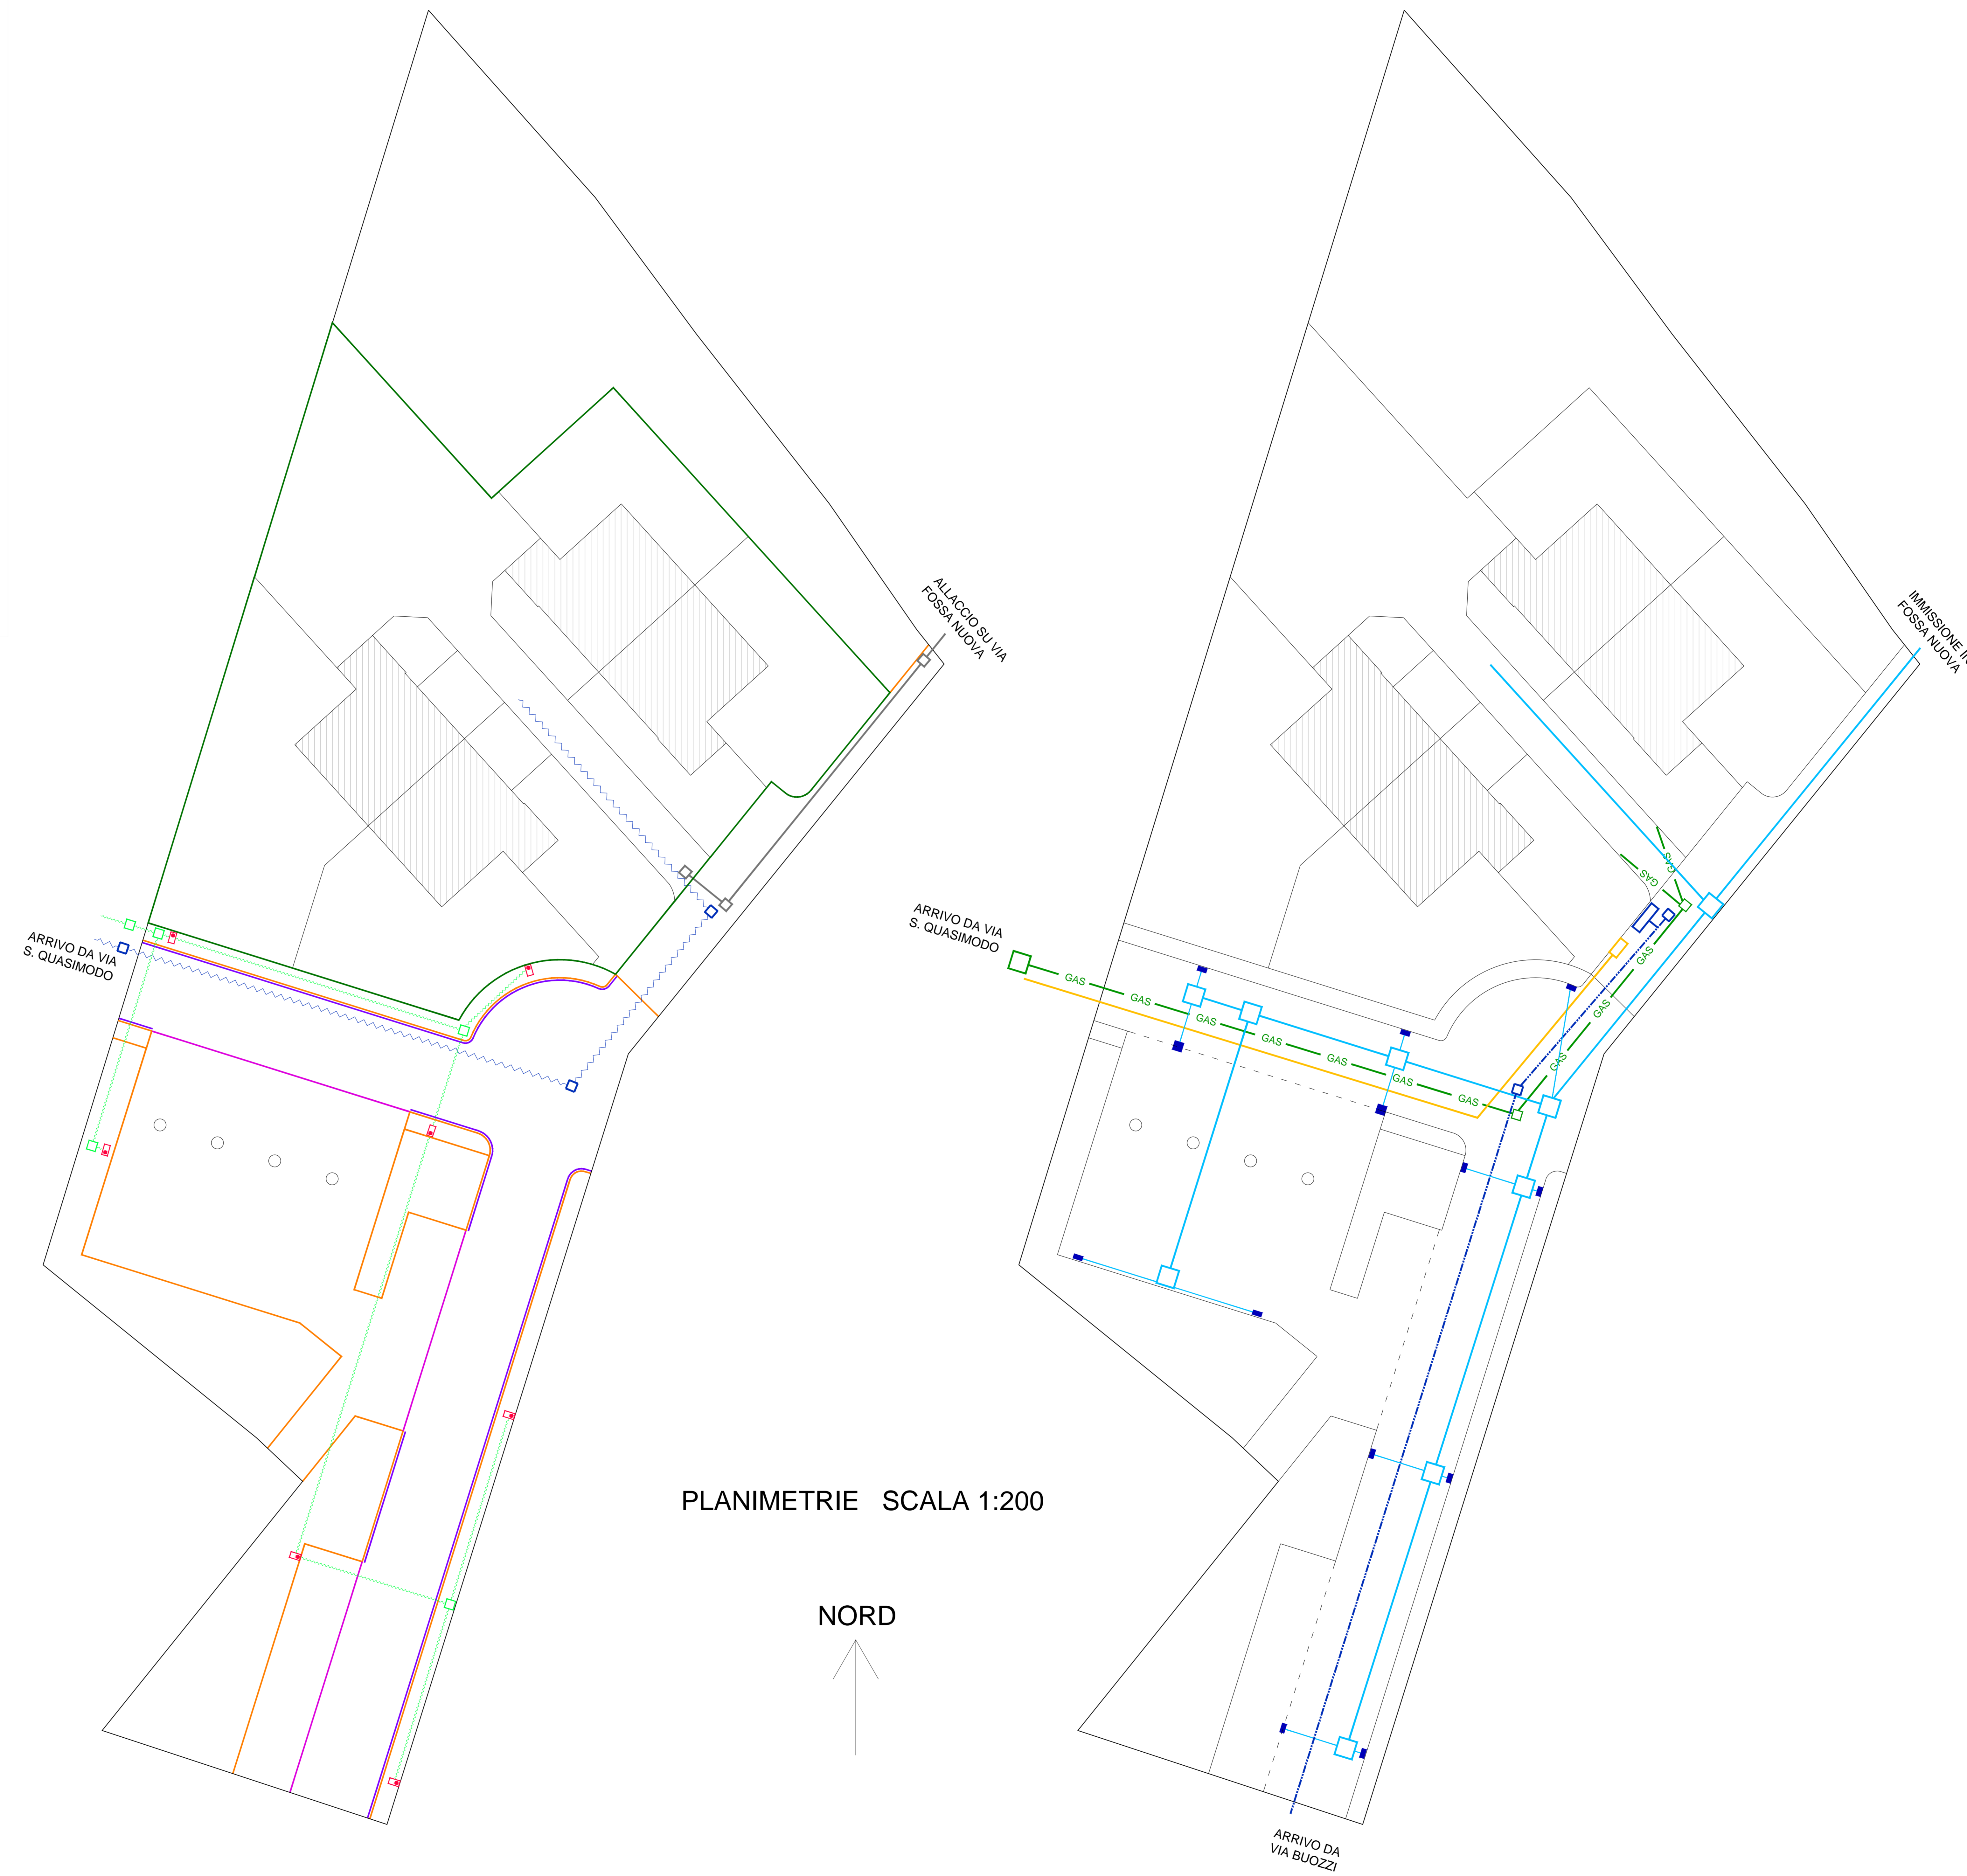 ALLACCIO SU VIA
FOSSA NUOVA
IMMISSIONE IN
FOSSA NUOVA
ARRIVO DA VIA
S. QUASIMODO
ARRIVO DA VIA
S. QUASIMODO
GAS
GAS
GAS
GAS
GAS
GAS
GAS
GAS
GAS
GAS
GAS
GAS
PLANIMETRIE SCALA 1:200
NORD
ARRIVO DA
VIA BUOZZI